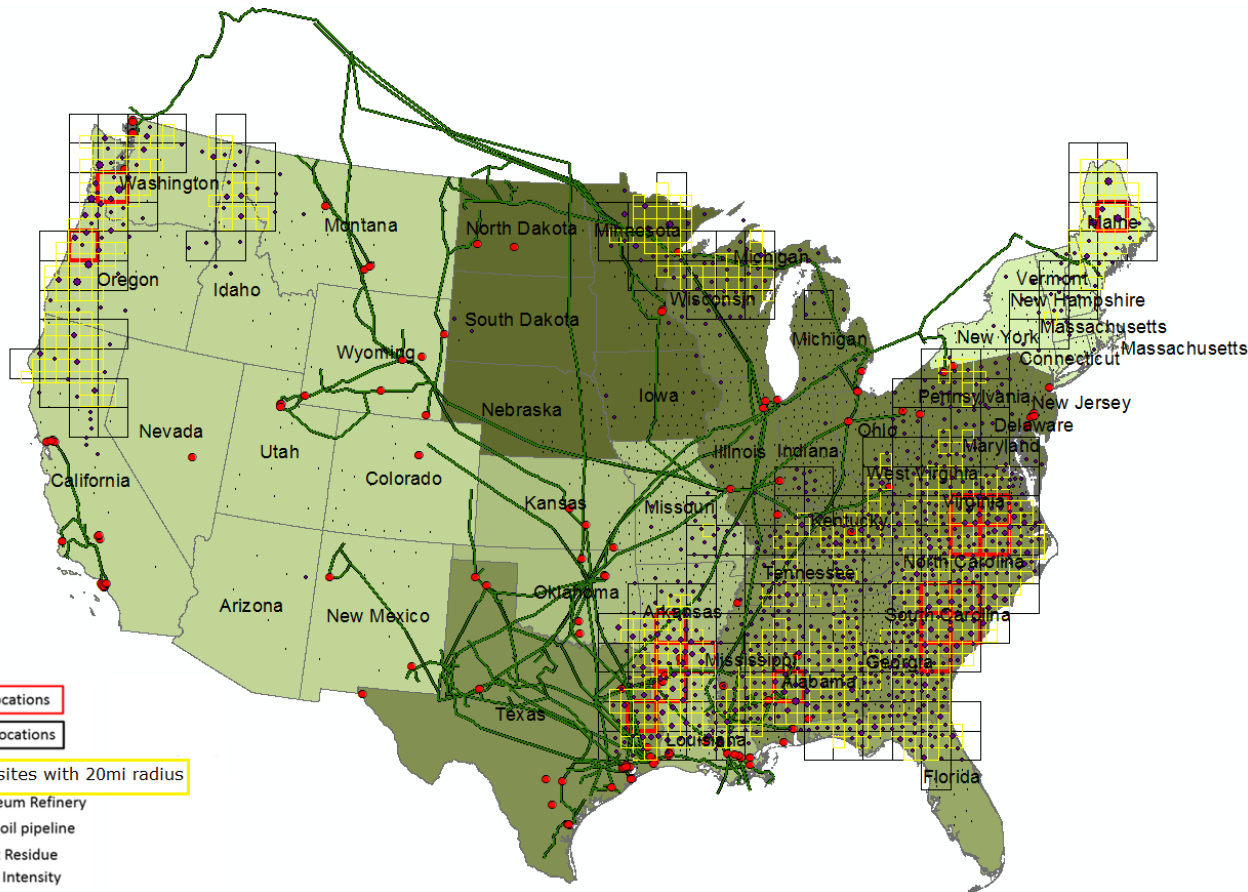 Washington
Maine
Montana
North Dakota
Minnesota
Michigan
Oregon
Idaho
Vermont
Wisconsin
New Hampshire
South Dakota
Massachusetts
Michigan
New York
Massachusetts
Wyoming
Connecticut
Nebraska
Iowa
Pennsylvania
New Jersey
Nevada
Ohio
Delaware
Utah
Illinois
Indiana
Maryland
California
Colorado
West Virginia
Kansas
Missouri
Virginia
Kentucky
North Carolina
Tennessee
Oklahoma
Arizona
New Mexico
Arkansas
South Carolina
Mississippi
Georgia
Alabama
ocations
Texas
ocations
Louisiana
sites with 20mi radius
Florida
eum Refinery
oil pipeline
Residue
Intensity